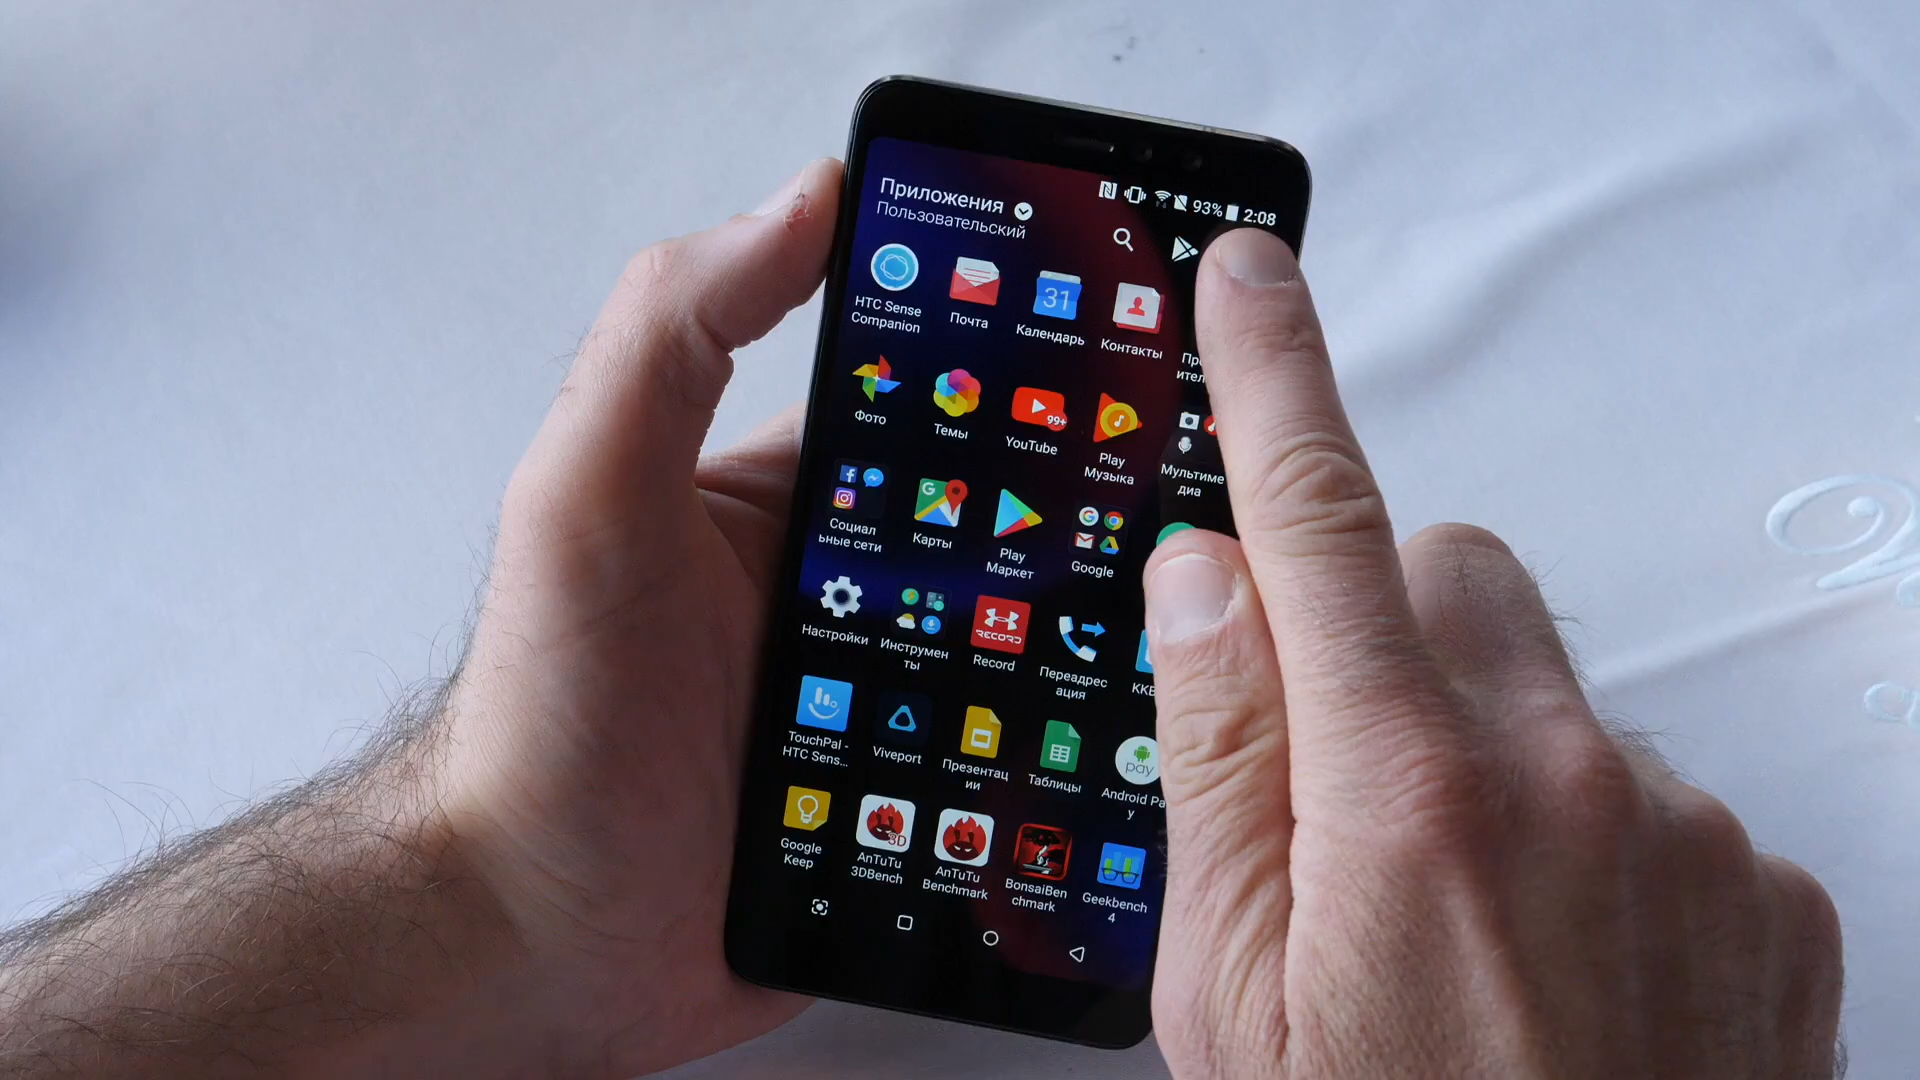 93% 2:08
Приложения
Пользовательский
HTC Sense
Companion
Почта
31
Календарь
Контакты
Фото
Темы
99+
YouTube
Play
Музыка
Мультиме
диа
Социал
ьные сети
G
Карты
Play
Маркет
G
Google
Настройки
Инструмен
ты
RECORD
Record
Переадрес
ация
TouchPal -
HTC Sens...
Viveport
Презентац
ии
Таблицы
pay
Android Pa
y
Google
Keep
3D
AnTuTu
3DBench
AnTuTu
Benchmark
BonsaiBen
chmark
Geekbench
4